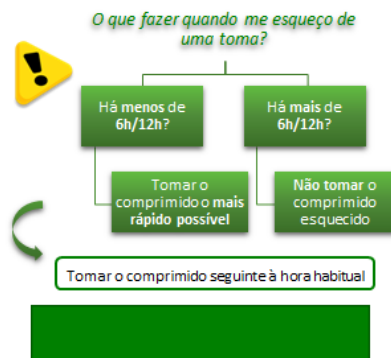 O que fazer quando me esqueço de
uma toma?
Há menos de
6h/12h?
Há mais de
6h/12h?
Tomar o
comprimido o mais
rápido possível
Não tomar o
comprimido
esquecido
Tomar o comprimido seguinte à hora habitual